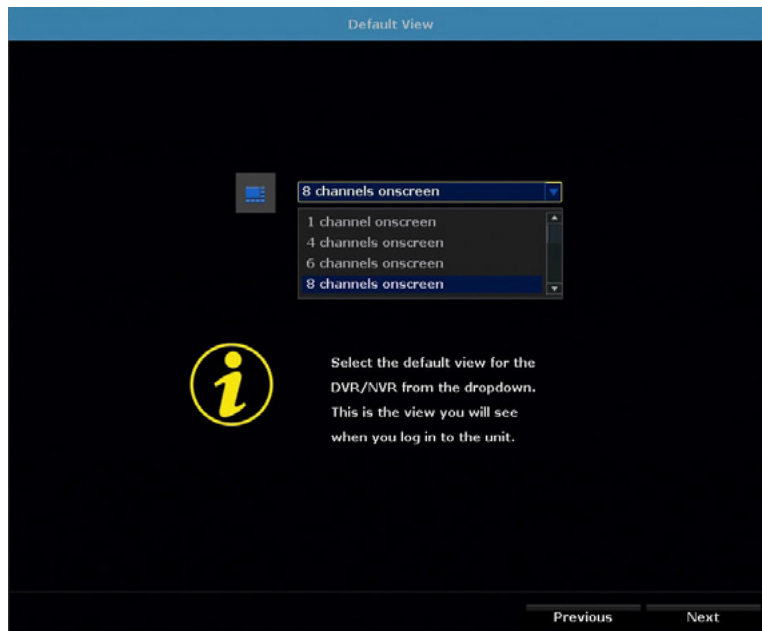 Default View
8 channels onscreen
1 channel onscreen
4 channels onscreen
6 channels onscreen
8 channels onscreen
Select the default view for the
DVR/NVR from the dropdown.
This is the view you will see
when you log in to the unit.
Previous
Next